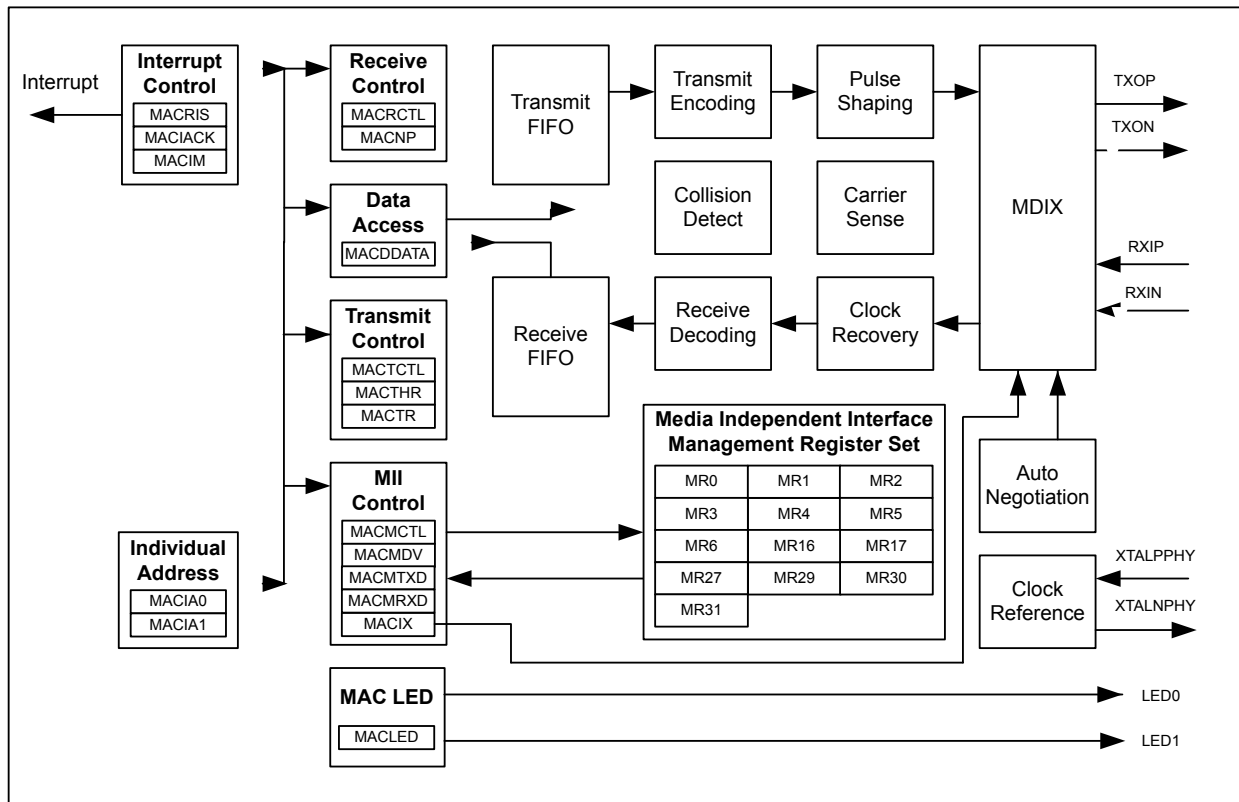 Interrupt
Interrupt
Control
MACRIS
MACIACK
MACIM
Receive
Control
MACRCTL
MACNP
Data
Access
MACDDATA
Transmit
Control
MACTCTL
MACTHR
MACTR
MII
Control
MACMCTL
MACMDV
MACMTXD
MACMRXD
MACIX
Individual
Address
MACIA0
MACIA1
MAC LED
MACLED
Transmit
FIFO
Transmit
Encoding
Pulse
Shaping
Collision
Detect
Carrier
Sense
Receive
FIFO
Receive
Decoding
Clock
Recovery
MDIX
TXOP
TXON
RXIP
RXIN
Media Independent Interface
Management Register Set
MR0 MR1 MR2
MR3 MR4 MR5
MR6 MR16 MR17
MR27 MR29 MR30
MR31
Auto
Negotiation
Clock
Reference
XTALPPHY
XTALNPHY
LED0
LED1